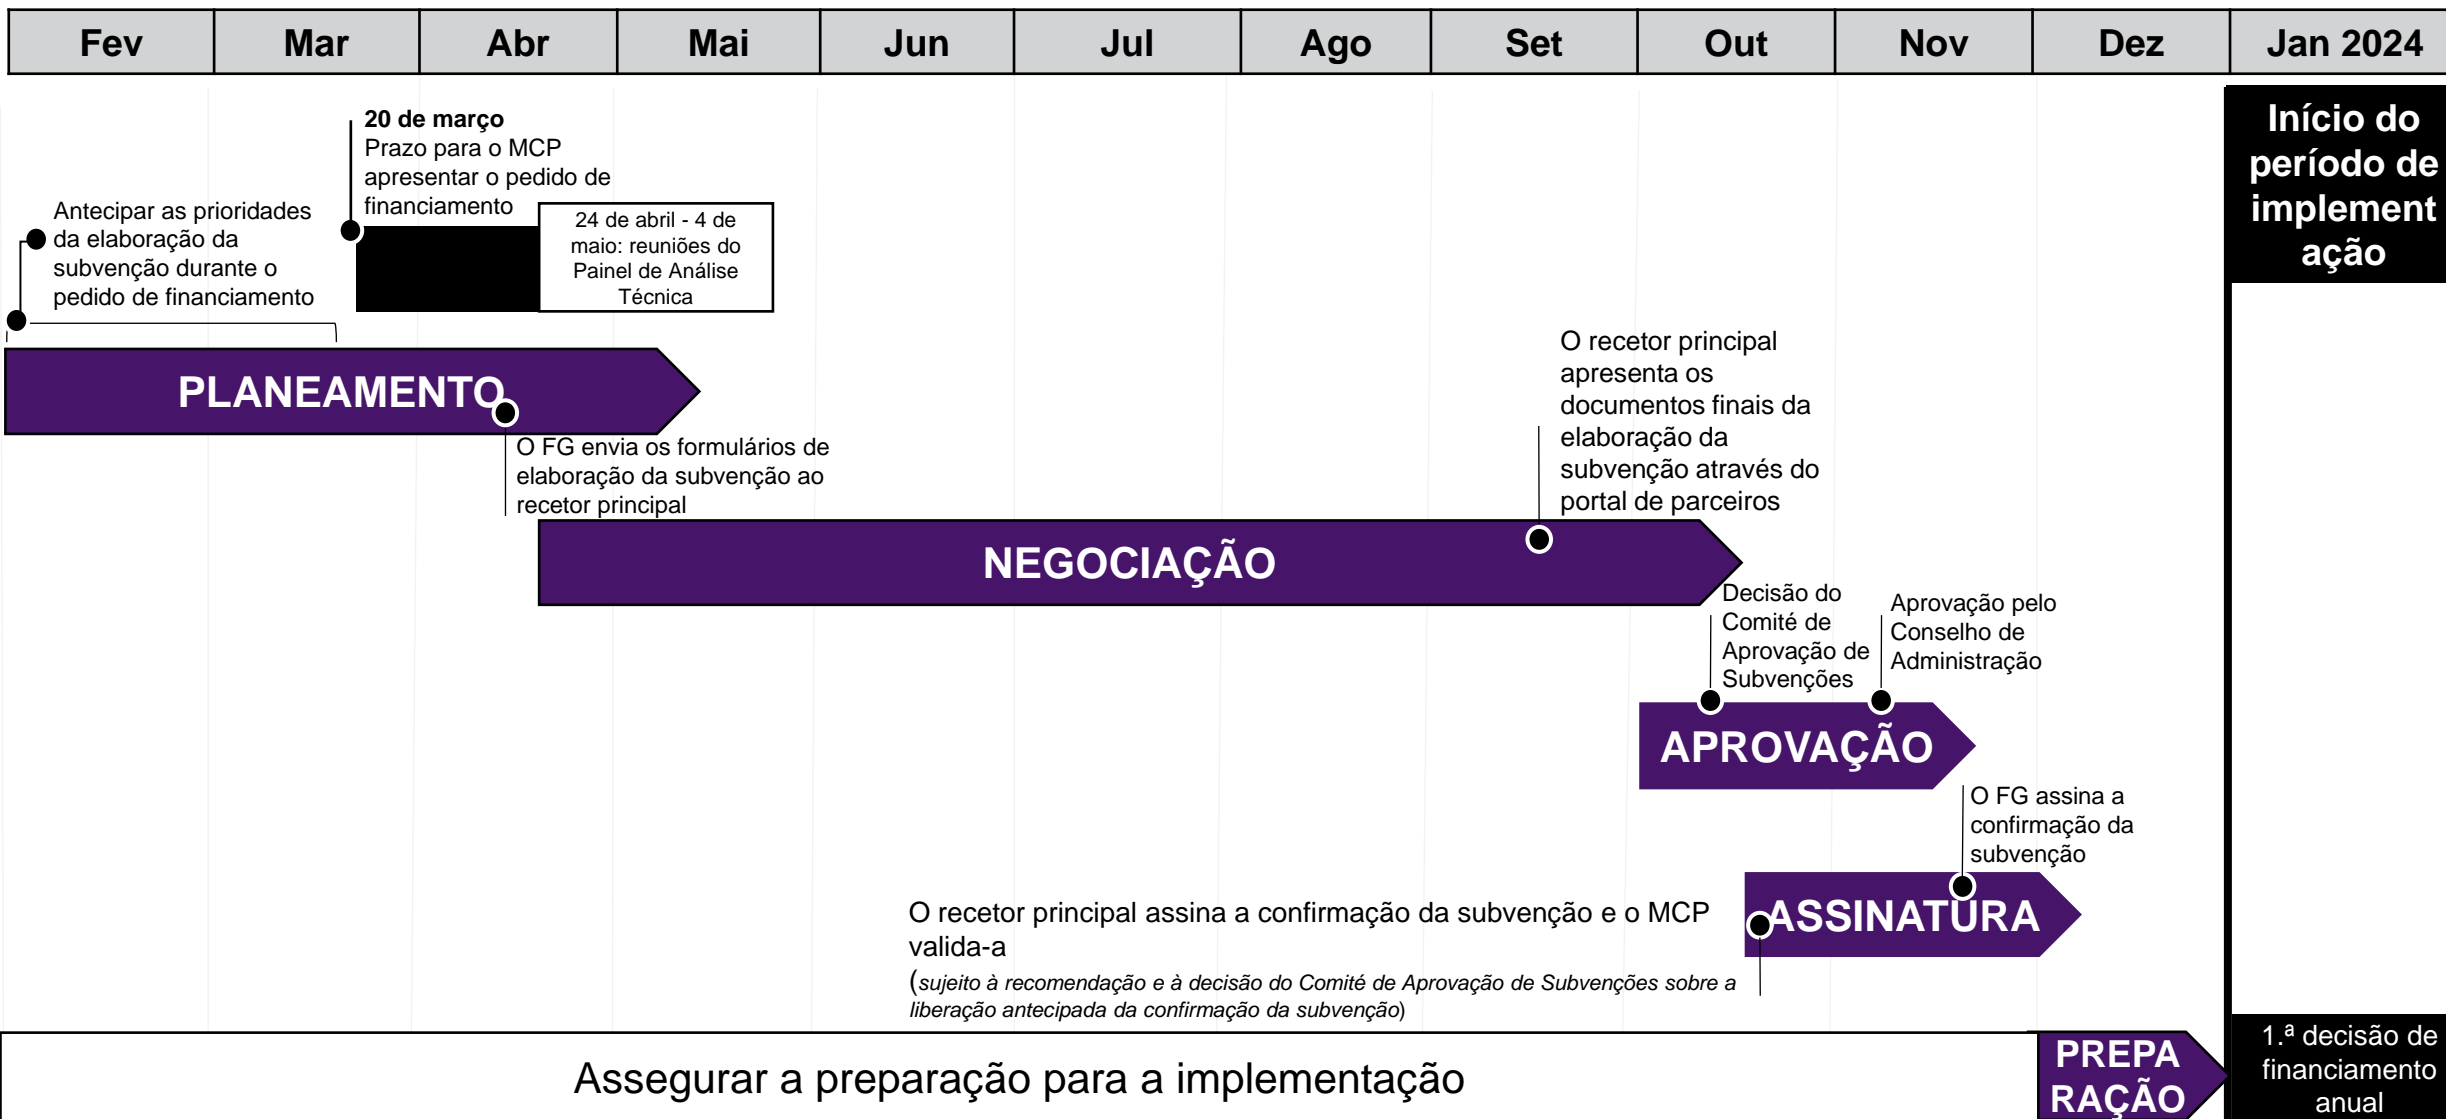 Fev Mar Abr Mai Jun Jul Ago Set Out Nov Dez Jan 2024
Início do
período de
implement
ação
20 de março
Prazo para o MCP
apresentar o pedido de
financiamento
Antecipar as prioridades
da elaboração da
subvenção durante o
pedido de financiamento
24 de abril - 4 de
maio: reuniões do
Painel de Análise
Técnica
PLANEAMENTO
O FG envia os formulários de
elaboração da subvenção ao
recetor principal
O recetor principal
apresenta os
documentos finais da
elaboração da
subvenção através do
portal de parceiros
NEGOCIAÇÃO
Decisão do
Comité de
Aprovação de
Subvenções
Aprovação pelo
Conselho de
Administração
APROVAÇÃO
O FG assina a
confirmação da
subvenção
ASSINATURA
O recetor principal assina a confirmação da subvenção e o MCP
valida-a
(sujeito à recomendação e à decisão do Comité de Aprovação de Subvenções sobre a
liberação antecipada da confirmação da subvenção)
Assegurar a preparação para a implementação
PREPA
RAÇÃO
1.ª decisão de
financiamento
anual